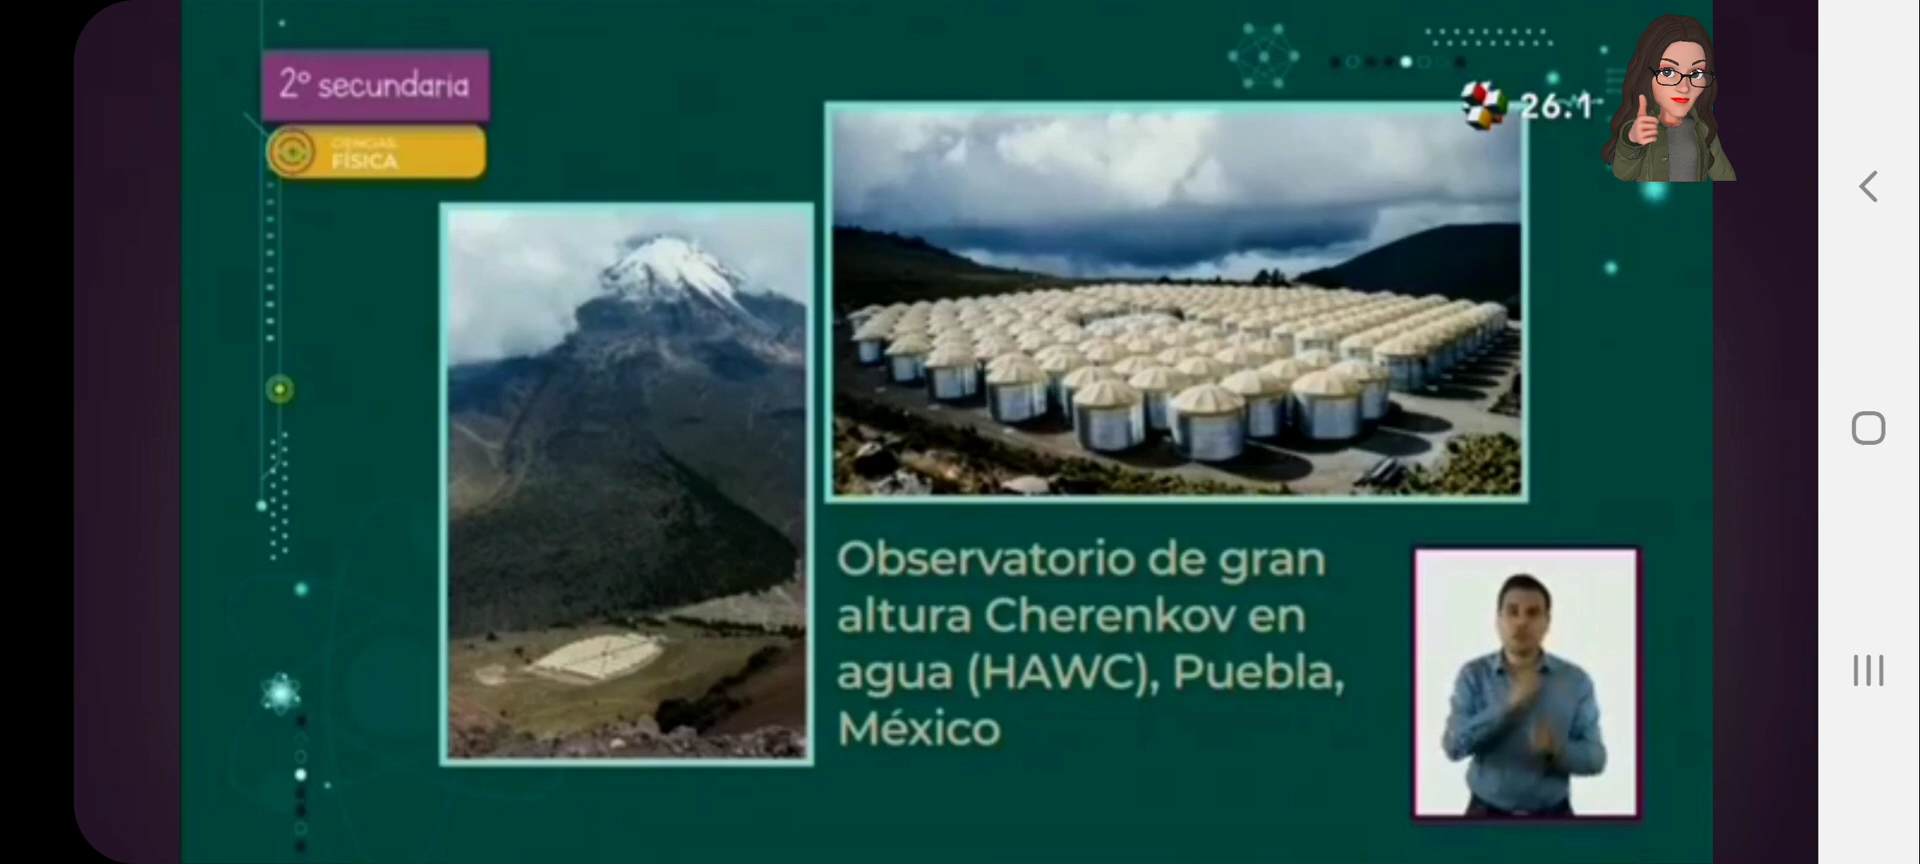 2° secundaria
CIENCIAS.
FÍSICA
26.1
Observatorio de gran
altura Cherenkov en
agua (HAWC), Puebla,
México